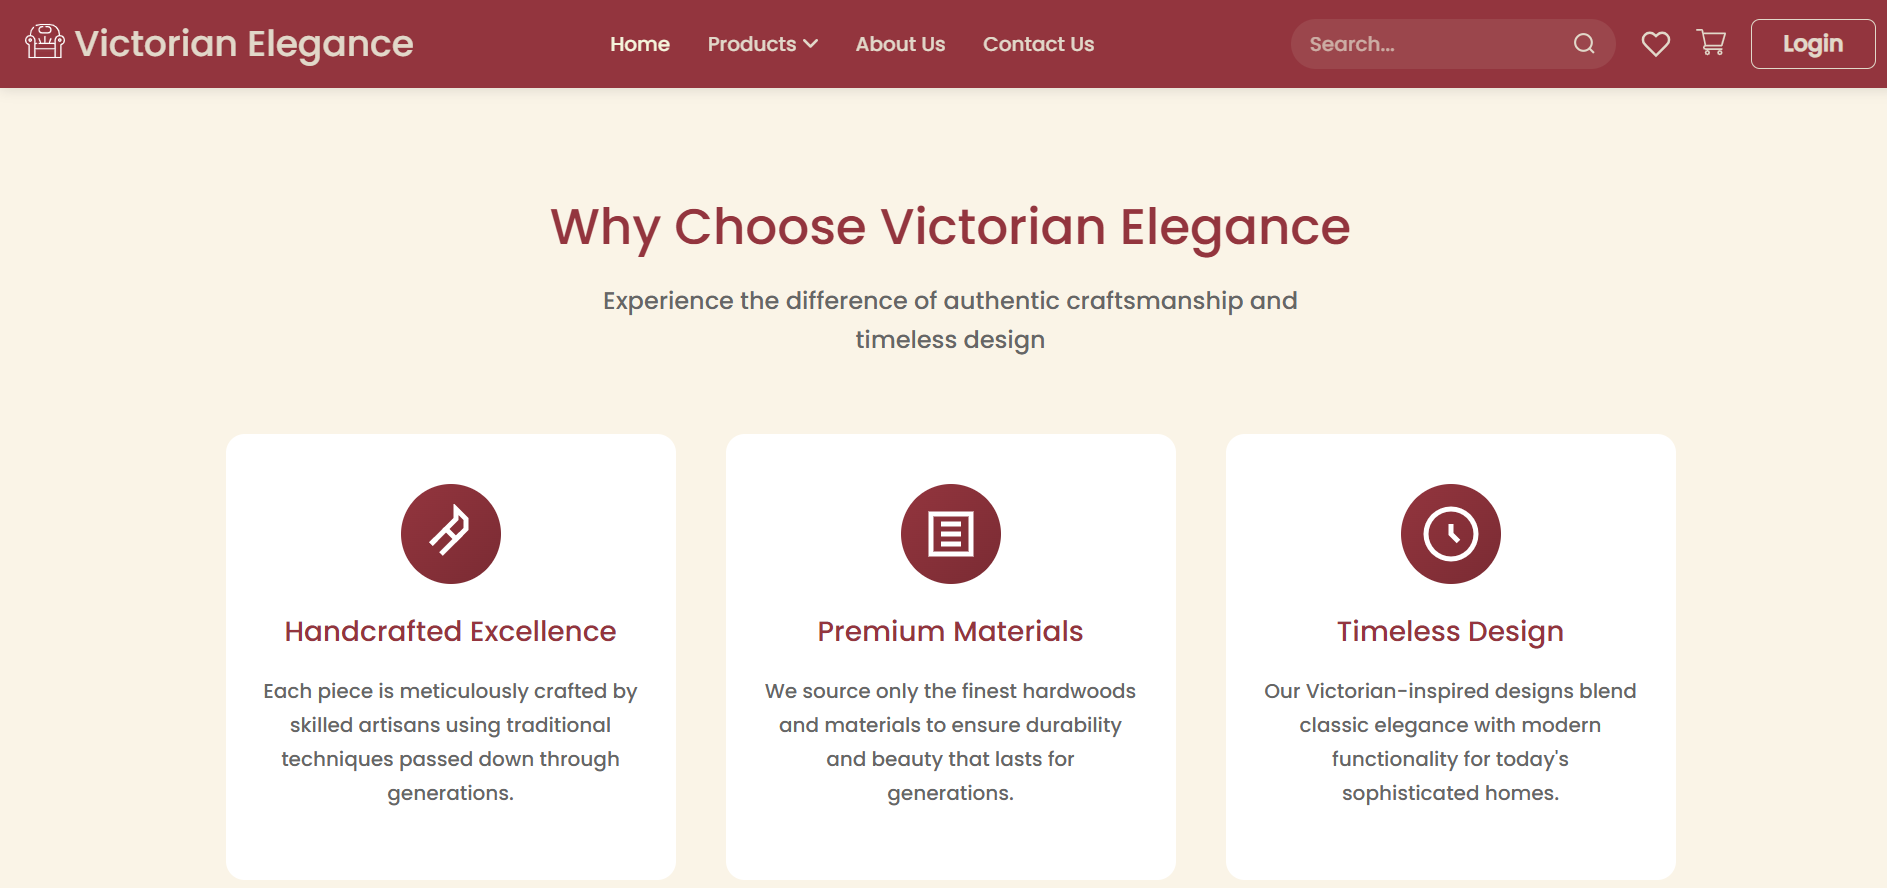 Victorian Elegance
Home Products About Us Contact Us
Search...
Login
Why Choose Victorian Elegance
Experience the difference of authentic craftsmanship and
timeless design
Handcrafted Excellence
Each piece is meticulously crafted by
skilled artisans using traditional
techniques passed down through
generations.
Premium Materials
We source only the finest hardwoods
and materials to ensure durability
and beauty that lasts for
generations.
Timeless Design
Our Victorian-inspired designs blend
classic elegance with modern
functionality for today's
sophisticated homes.